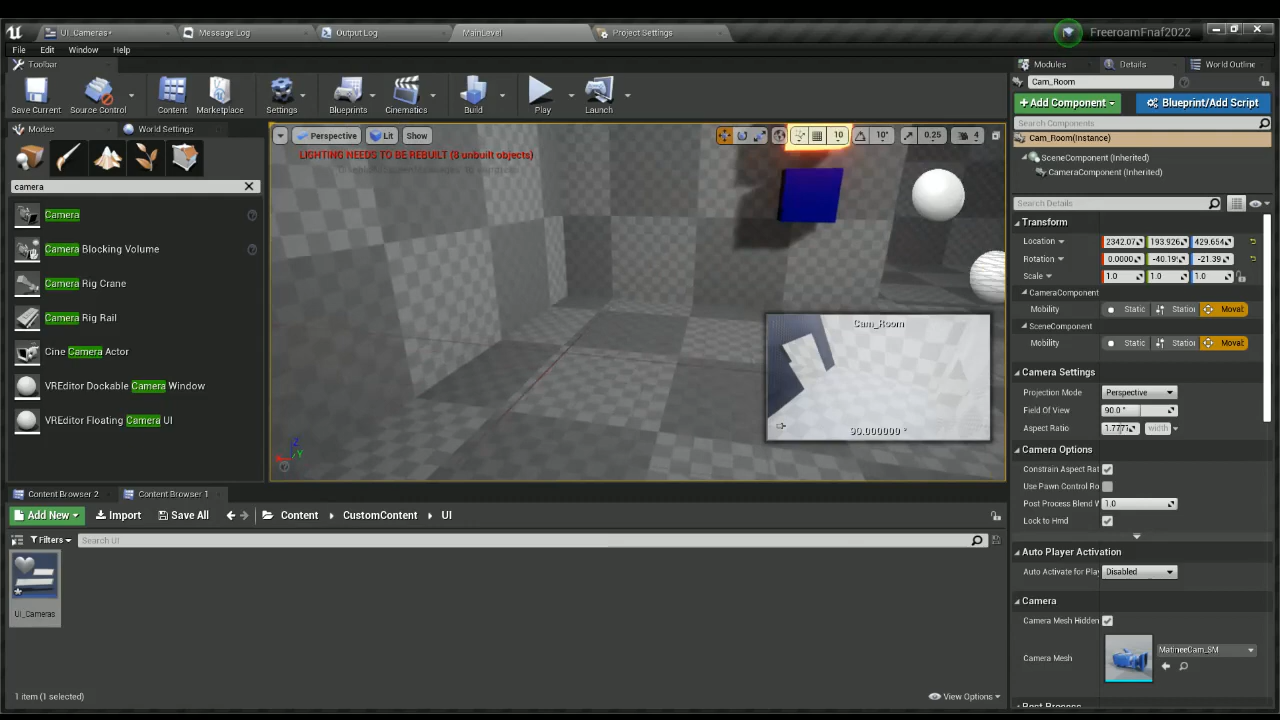 UI_Cameras*
Message Log
Output Log
MainLevel
Project Settings
FreeroamFnaf2022
File
Edit
Window
Help
Toolbar
Modules
Details
World Outline
Cam_Room
Save Current
Source Control
Content
Marketplace
Settings
Blueprints
Cinematics
Build
Play
Launch
+Add Component
Blueprint/Add Script
Search Components
Modes
World Settings
Perspective
Lit
Show
10
10°
0.25
4
Cam_Room(Instance)
LIGHTING NEEDS TO BE REBUILT (8 unbuilt objects)
SceneComponent (Inherited)
CameraComponent (Inherited)
camera
Search Details
Camera
Camera Blocking Volume
Camera Rig Crane
Camera Rig Rail
Cine Camera Actor
VREditor Dockable Camera Window
VREditor Floating Camera UI
Transform
Location
2342.07
193.926
429.654
Rotation
0.0000
-40.19
-21.39
Scale
1.0
1.0
1.0
CameraComponent
Mobility
Static
Station
Moval
SceneComponent
Mobility
Static
Station
Moval
Cam_Room
90.000000 °
Z
Y
Camera Settings
Projection Mode
Perspective
Field Of View
90.0 °
Aspect Ratio
1.7777
width
Camera Options
Constrain Aspect Rat
Use Pawn Control Ro
Post Process Blend W
1.0
Lock to Hmd
Auto Player Activation
Auto Activate for Play
Disabled
Camera
Camera Mesh Hidden
Camera Mesh
MatineeCam_SM
Content Browser 2
Content Browser 1
Add New
Import
Save All
Content
CustomContent
UI
Filters
Search UI
UI_Cameras
1 item (1 selected)
View Options